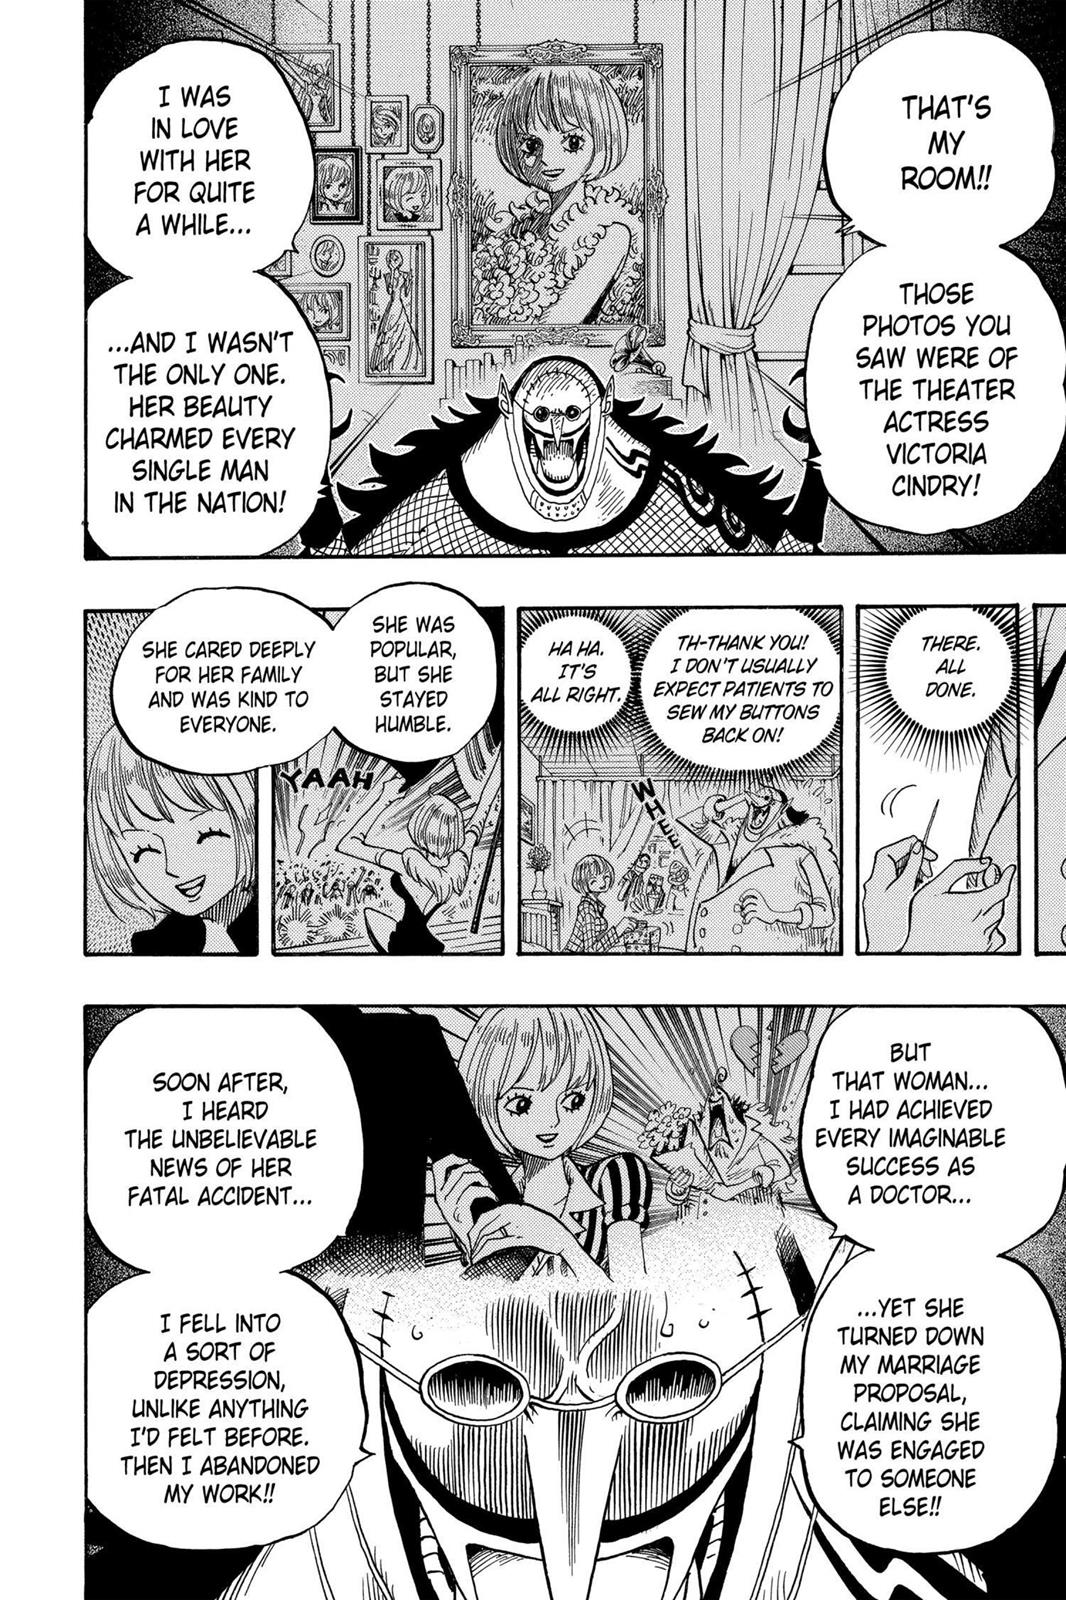 THAT'S
MY
ROOM!!
THOSE
PHOTOS YOU
SAW WERE OF
THE THEATER
ACTRESS
VICTORIA
CINDRY!
I WAS
IN LOVE
WITH HER
FOR QUITE
A WHILE...
...AND I WASN'T
THE ONLY ONE.
HER BEAUTY
CHARMED EVERY
SINGLE MAN
IN THE NATION!
THERE.
ALL
DONE.
TH-THANK YOU!
I DON'T USUALLY
EXPECT PATIENTS TO
SEW MY BUTTONS
BACK ON!
HA HA.
IT'S
ALL RIGHT.
WHEE
SHE WAS
POPULAR,
BUT SHE
STAYED
HUMBLE.
YAAH
SHE CARED DEEPLY
FOR HER FAMILY
AND WAS KIND TO
EVERYONE.
BUT
THAT WOMAN...
I HAD ACHIEVED
EVERY IMAGINABLE
SUCCESS AS
A DOCTOR...
...YET SHE
TURNED DOWN
MY MARRIAGE
PROPOSAL,
CLAIMING SHE
WAS ENGAGED
TO SOMEONE
ELSE!!
SOON AFTER,
I HEARD
THE UNBELIEVABLE
NEWS OF HER
FATAL ACCIDENT...
I FELL INTO
A SORT OF
DEPRESSION,
UNLIKE ANYTHING
I'D FELT BEFORE.
THEN I ABANDONED
MY WORK!!